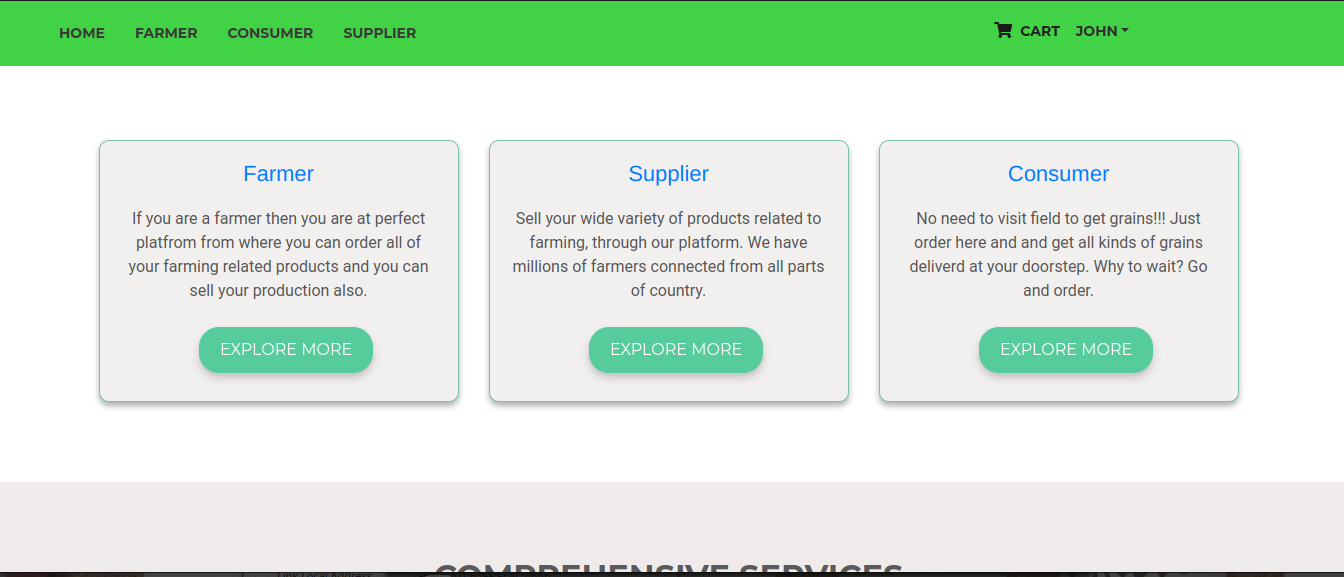 HOME FARMER CONSUMER SUPPLIER CART JOHN
Farmer
If you are a farmer then you are at perfect
platfrom from where you can order all of
your farming related products and you can
sell your production also.
EXPLORE MORE
Supplier
Sell your wide variety of products related to
farming, through our platform. We have
millions of farmers connected from all parts
of country.
EXPLORE MORE
Consumer
No need to visit field to get grains!!! Just
order here and and get all kinds of grains
deliverd at your doorstep. Why to wait? Go
and order.
EXPLORE MORE
COMPREHENSIVE SERVICES
Link Local Address